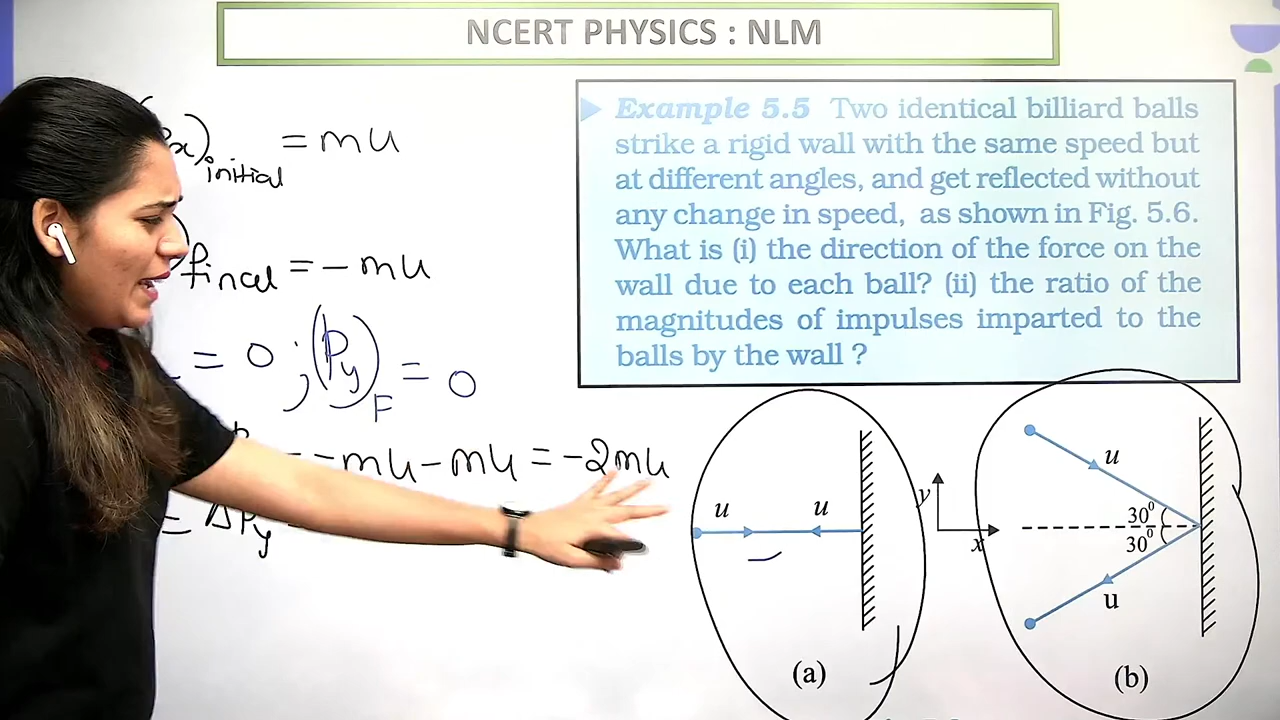 NCERT PHYSICS : NLM
x) initial = mu
) final = - mu
= 0 ; (Py)F = 0
= -mu - mu = -2mu
= ΔPy
Example 5.5 Two identical billiard balls
strike a rigid wall with the same speed but
at different angles, and get reflected without
any change in speed, as shown in Fig. 5.6.
What is (i) the direction of the force on the
wall due to each ball? (ii) the ratio of the
magnitudes of impulses imparted to the
balls by the wall ?
u u
(a)
y
x
u
30°
30°
u
(b)